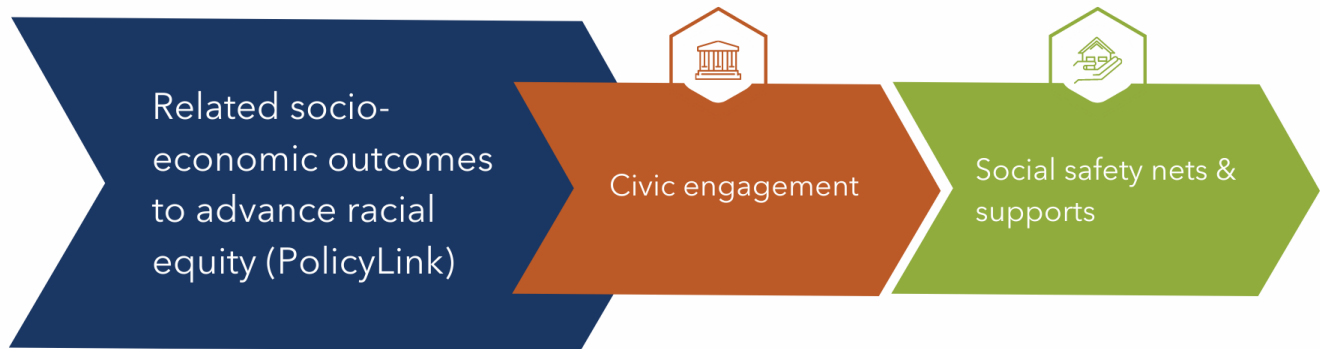 Related socio-
economic outcomes
to advance racial
equity (PolicyLink)
Civic engagement
Social safety nets &
supports